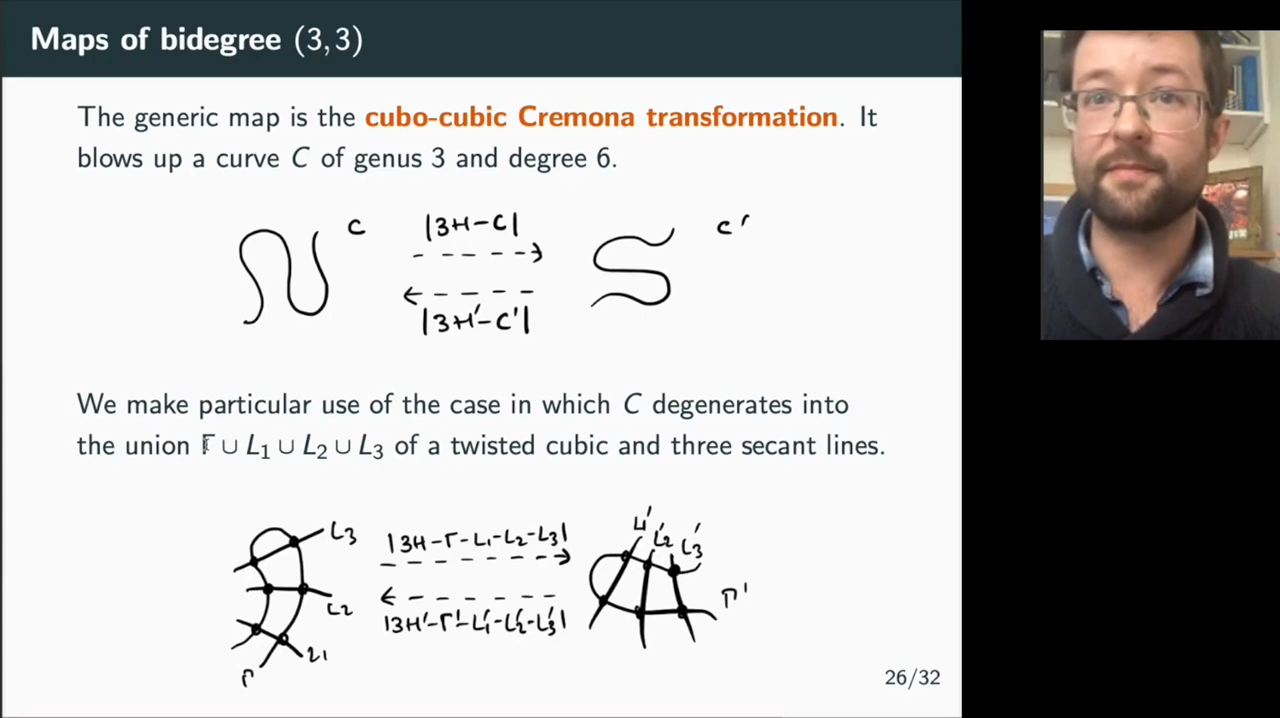 Maps of bidegree (3, 3)
The generic map is the cubo-cubic Cremona transformation. It
blows up a curve C of genus 3 and degree 6.
C
|3H-C|
|3H'-C'|
C'
We make particular use of the case in which C degenerates into
the union Γ ∪ L₁ ∪ L₂ ∪ L₃ of a twisted cubic and three secant lines.
L3
L2
L1
Γ
|3H-Γ-L₁-L₂-L₃|
|3H'-Γ'-L₁'-L₂'-L₃'|
L₁' L₂' L₃'
Γ'
26/32